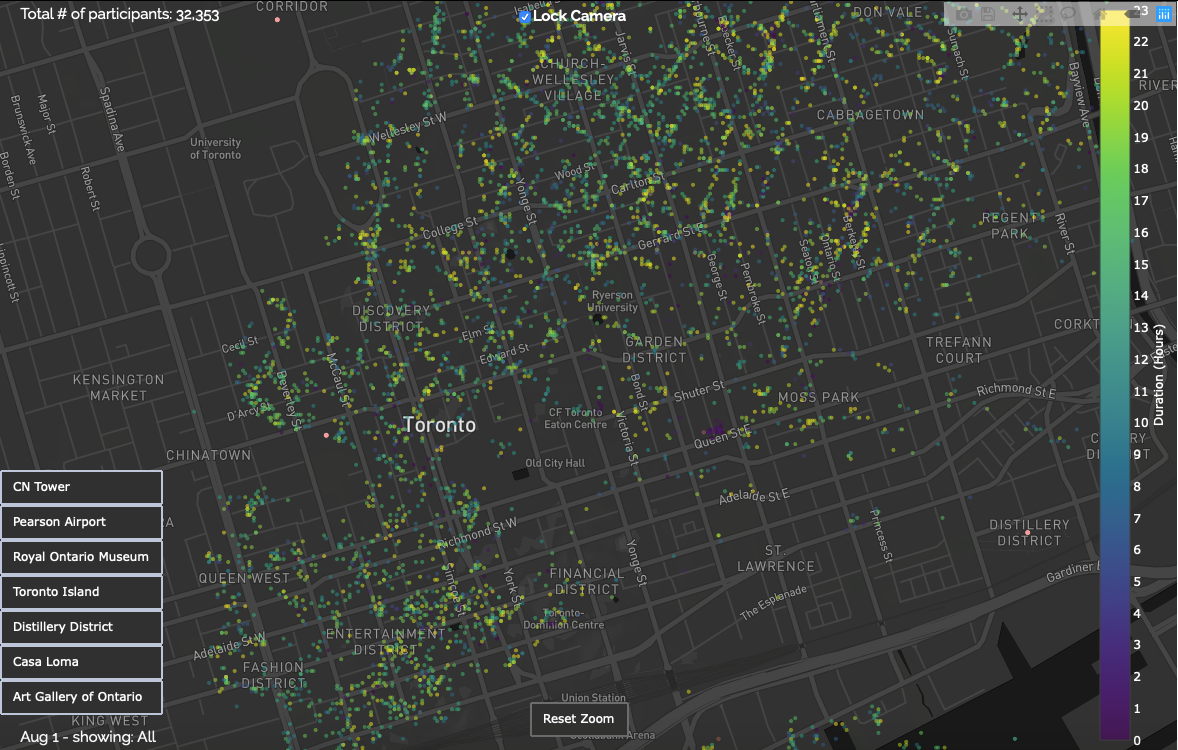 Total # of participants: 32,353
Lock Camera
CORRIDOR
DON VALE
23
22
21
20
19
18
17
16
15
14
13
12
11
10
9
8
7
6
5
4
3
2
1
0
Duration (Hours)
Jarvis St
Sumach St
Bayview Ave
CHURCH-
WELLESLEY
VILLAGE
CABBAGETOWN
RIVER
Brunswick Ave
Major St
Spadina Ave
Borden St
Robert St
University
of Toronto
Wellesley St W
Wood St
Carlton St
Yonge St
College St
Gerrard St E
George St
Pembroke St
Seaton St
Ontario St
Berkeley St
REGENT
PARK
River St
Ryerson
University
DISCOVERY
DISTRICT
Elm St
Edward St
GARDEN
DISTRICT
TREFANN
COURT
CORKT
Cecil St
McCaul St
Beverley St
D'Arcy St
KENSINGTON
MARKET
Shuter St
Bond St
MOSS PARK
Richmond St E
CF Toronto
Eaton Centre
Toronto
Victoria St
Queen St E
CHINATOWN
Old City Hall
Adelaide St E
CN Tower
Pearson Airport
Royal Ontario Museum
Toronto Island
Distillery District
Casa Loma
Art Gallery of Ontario
Richmond St W
Princess St
DISTILLERY
DISTRICT
QUEEN WEST
Simcoe St
York St
Yonge St
FINANCIAL
DISTRICT
ST.
LAWRENCE
Gardiner E
The Esplanade
Toronto-
Dominion Centre
Adelaide St W
ENTERTAINMENT
DISTRICT
FASHION
DISTRICT
Union Station
Reset Zoom
Scotiabank Arena
KING WEST
Aug 1 - showing: All